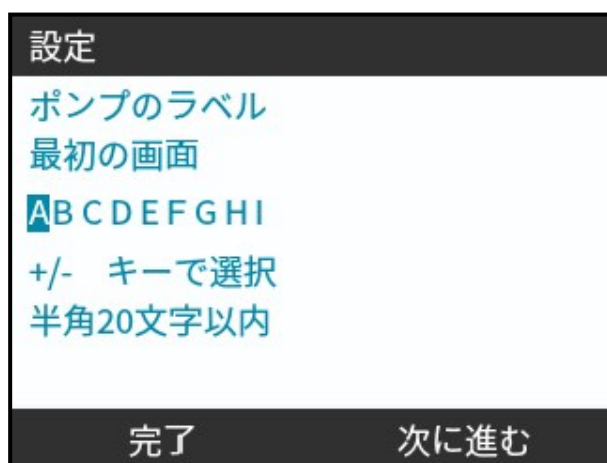 設定
ポンプのラベル
最初の画面
A B C D E F G H I
+/-　キーで選択
半角20文字以内
完了　次に進む